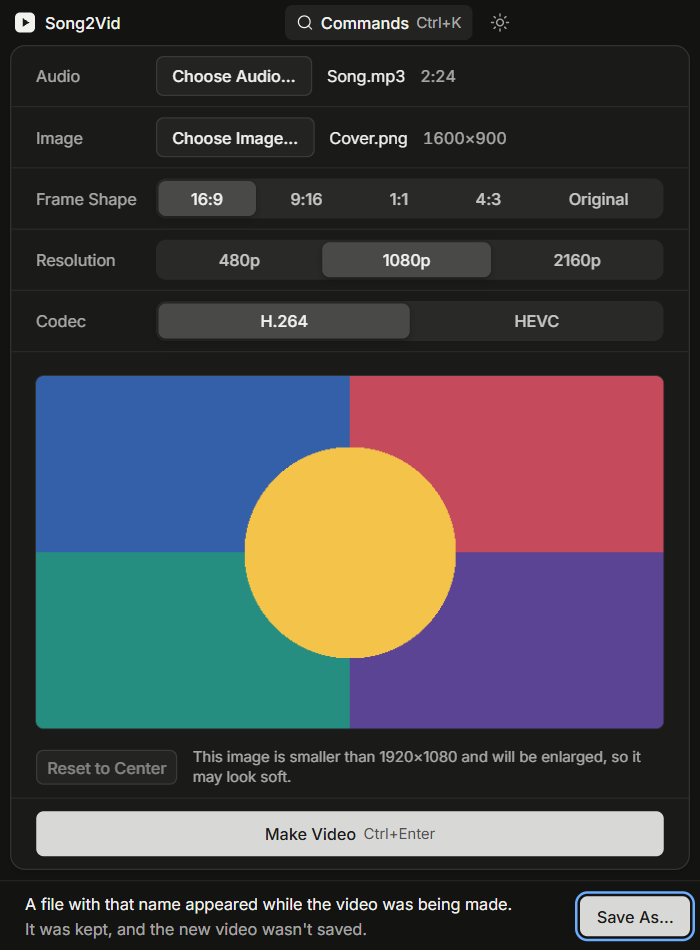 Song2Vid
Commands Ctrl+K
Audio Choose Audio... Song.mp3 2:24
Image Choose Image... Cover.png 1600×900
Frame Shape 16:9 9:16 1:1 4:3 Original
Resolution 480p 1080p 2160p
Codec H.264 HEVC
Reset to Center
This image is smaller than 1920×1080 and will be enlarged, so it
may look soft.
Make Video Ctrl+Enter
A file with that name appeared while the video was being made.
It was kept, and the new video wasn't saved.
Save As...